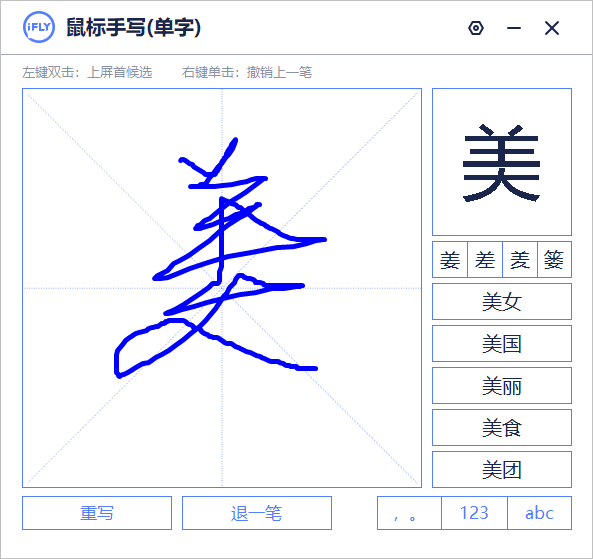 iFLY 鼠标手写(单字)
左键双击：上屏首候选 右键单击：撤销上一笔
美
美
姜 差 羑 篓
美女
美国
美丽
美食
美团
重写 退一笔 ，。 123 abc